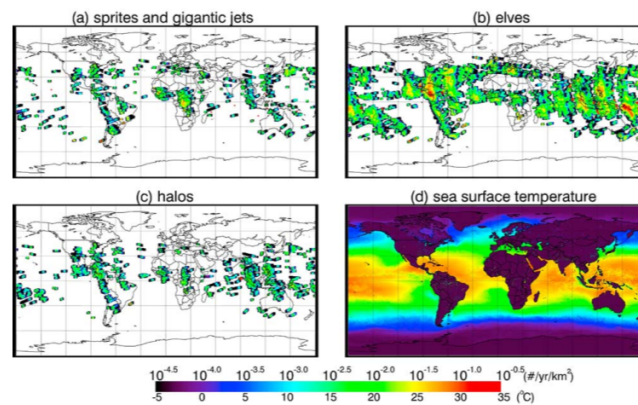 (a) sprites and gigantic jets
(b) elves
(c) halos
(d) sea surface temperature
10^-4.5 10^-4.0 10^-3.5 10^-3.0 10^-2.5 10^-2.0 10^-1.5 10^-1.0 10^-0.5 (#/yr/km²)
-5 0 5 10 15 20 25 30 35 (°C)